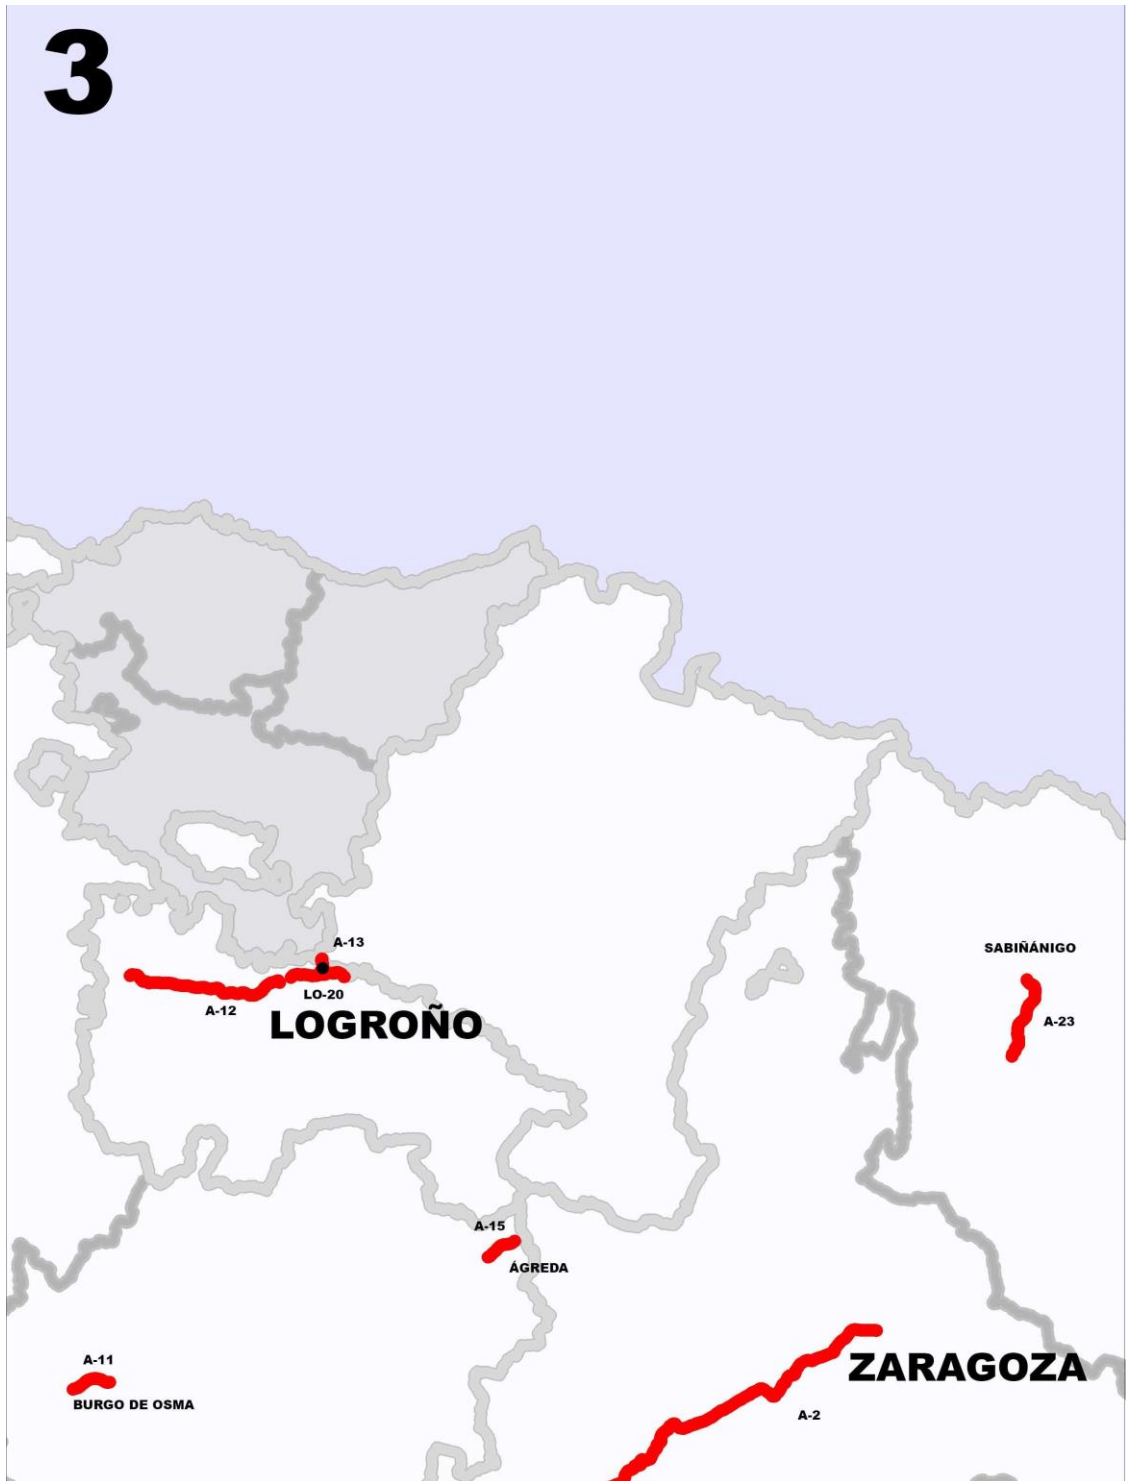 3
A-13
SABIÑÁNIGO
LO-20
A-12
LOGROÑO
A-23
A-15
ÁGREDA
A-11
ZARAGOZA
BURGO DE OSMA
A-2